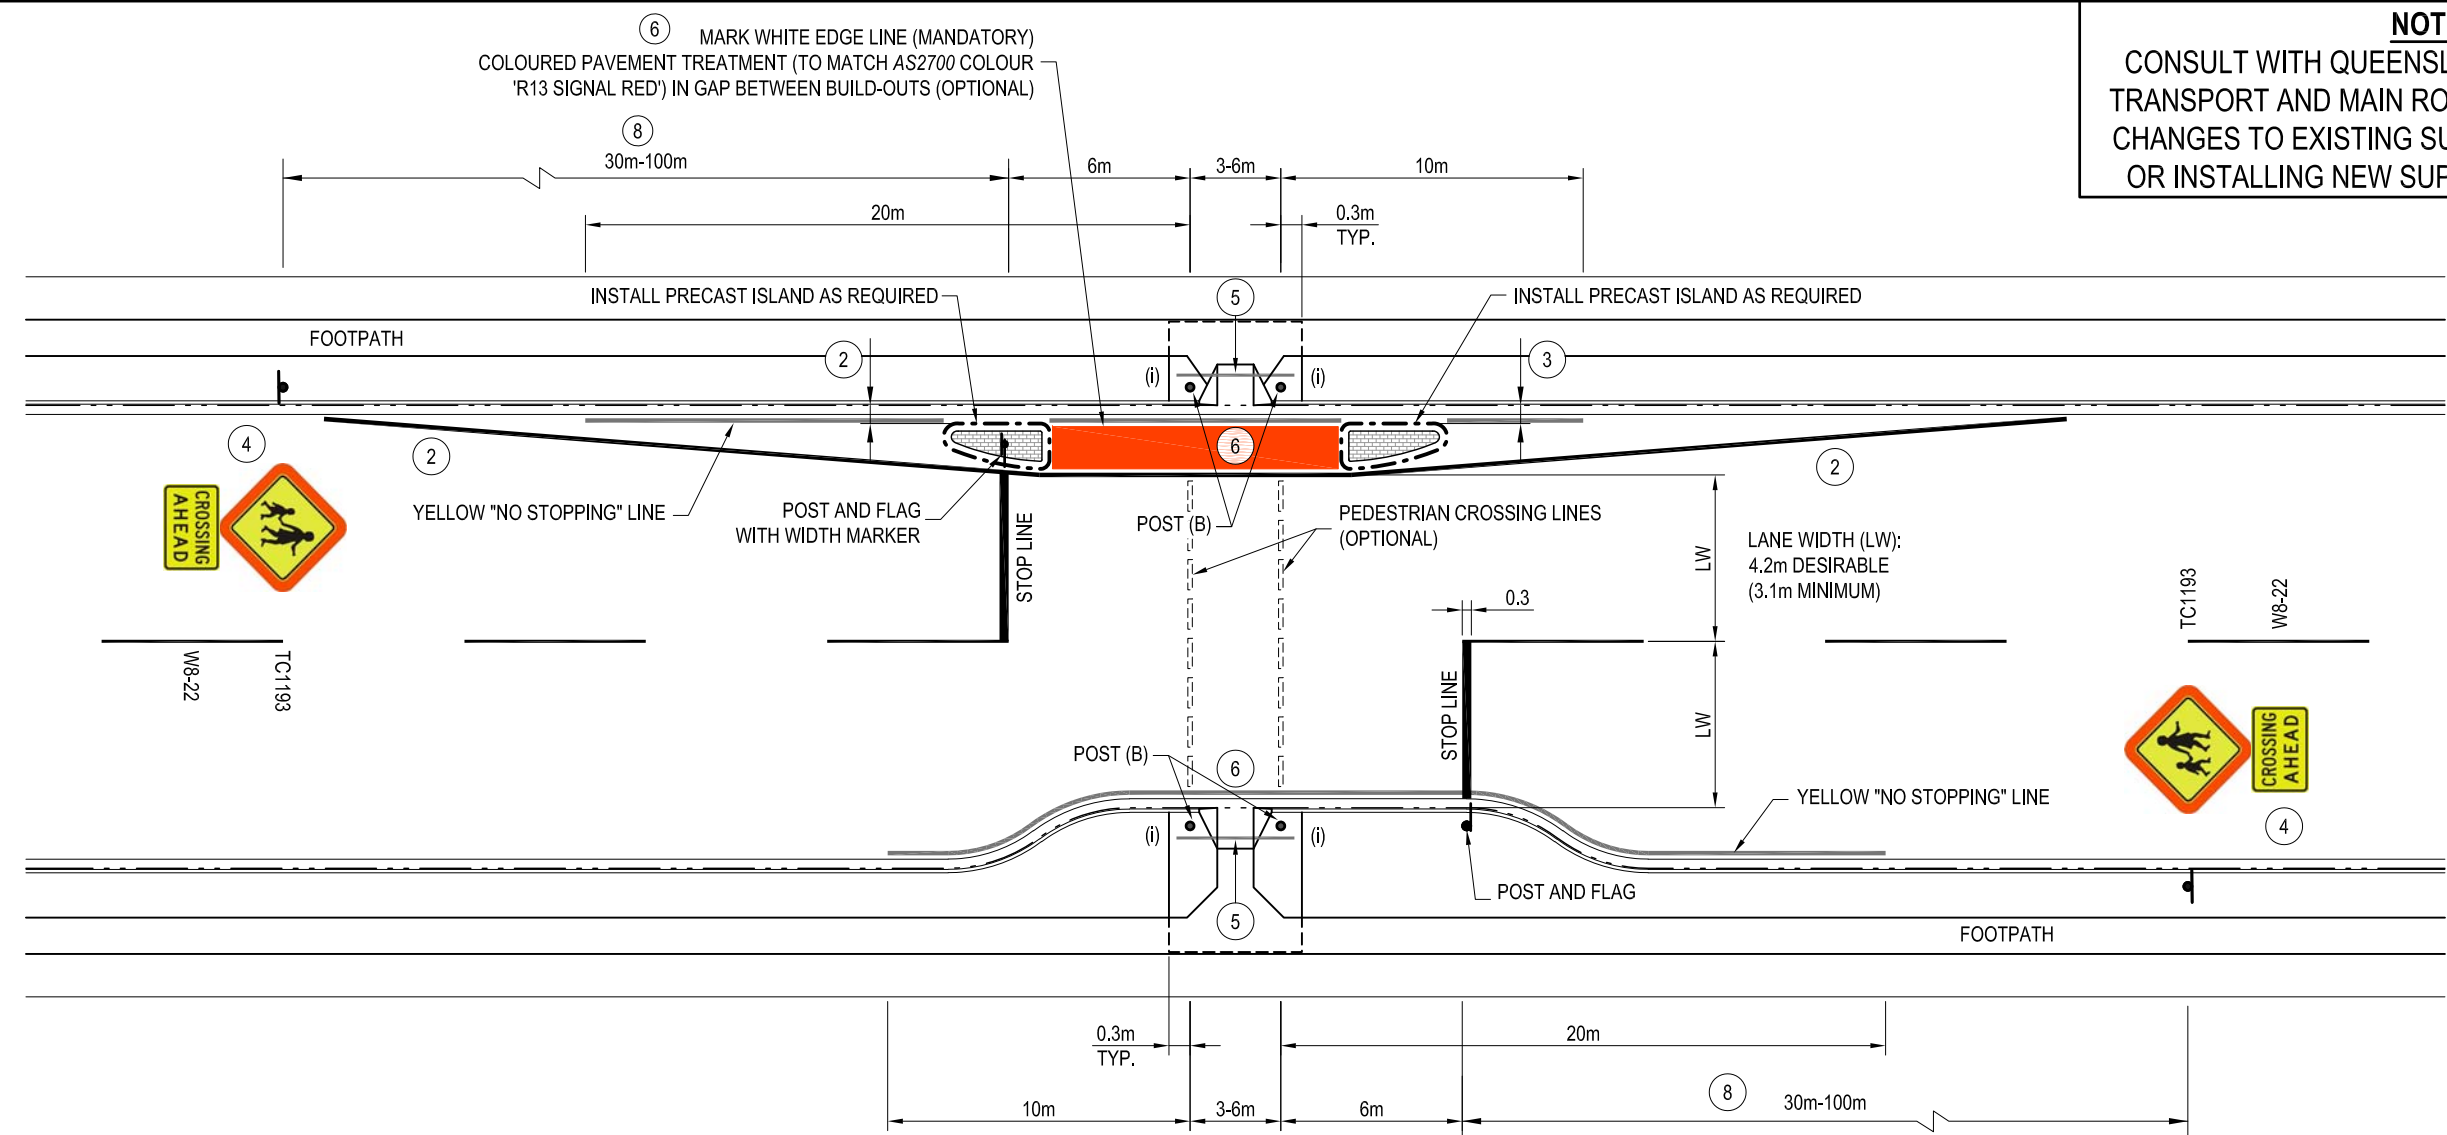 6 MARK WHITE EDGE LINE (MANDATORY)
COLOURED PAVEMENT TREATMENT (TO MATCH AS2700 COLOUR
'R13 SIGNAL RED') IN GAP BETWEEN BUILD-OUTS (OPTIONAL)
CONSULT WITH
TRANSPORT AND MAIN
CHANGES TO EXISTING
OR INSTALLING NEW
8
30m-100m
6m
3-6m
10m
20m
0.3m
TYP.
INSTALL PRECAST ISLAND AS REQUIRED
5
INSTALL PRECAST ISLAND AS REQUIRED
FOOTPATH
2
3
(i)
(i)
4
2
6
2
CROSSING
AHEAD
YELLOW "NO STOPPING" LINE
POST AND FLAG
WITH WIDTH MARKER
STOP LINE
POST (B)
PEDESTRIAN CROSSING LINES
(OPTIONAL)
LW
LANE WIDTH (LW):
4.2m DESIRABLE
(3.1m MINIMUM)
0.3
TC1193
W8-22
W8-22
TC1193
STOP LINE
LW
CROSSING
AHEAD
POST (B)
6
YELLOW "NO STOPPING" LINE
4
(i)
(i)
POST AND FLAG
5
FOOTPATH
0.3m
TYP.
20m
10m
3-6m
6m
8
30m-100m